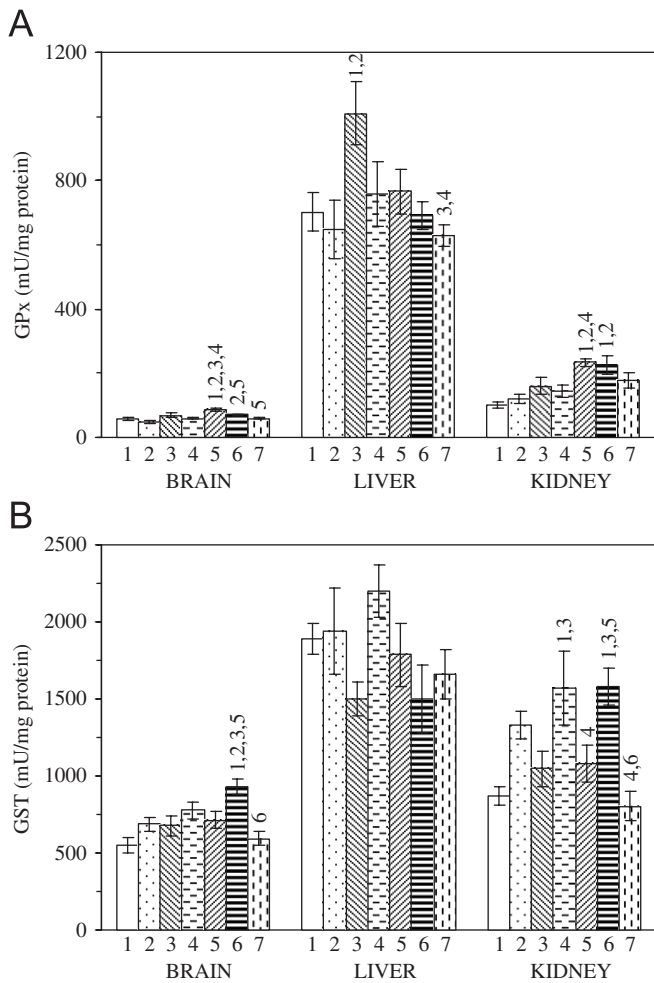 A
1200
800
400
0
GPx (mU/mg protein)
1,2,3,4
2,5
5
1,2
3,4
1,2,4
1,2
1 2 3 4 5 6 7 1 2 3 4 5 6 7 1 2 3 4 5 6 7
BRAIN LIVER KIDNEY
B
2500
2000
1500
1000
500
0
GST (mU/mg protein)
1,2,3,5
6
1,3
4
1,3,5
4,6
1 2 3 4 5 6 7 1 2 3 4 5 6 7 1 2 3 4 5 6 7
BRAIN LIVER KIDNEY